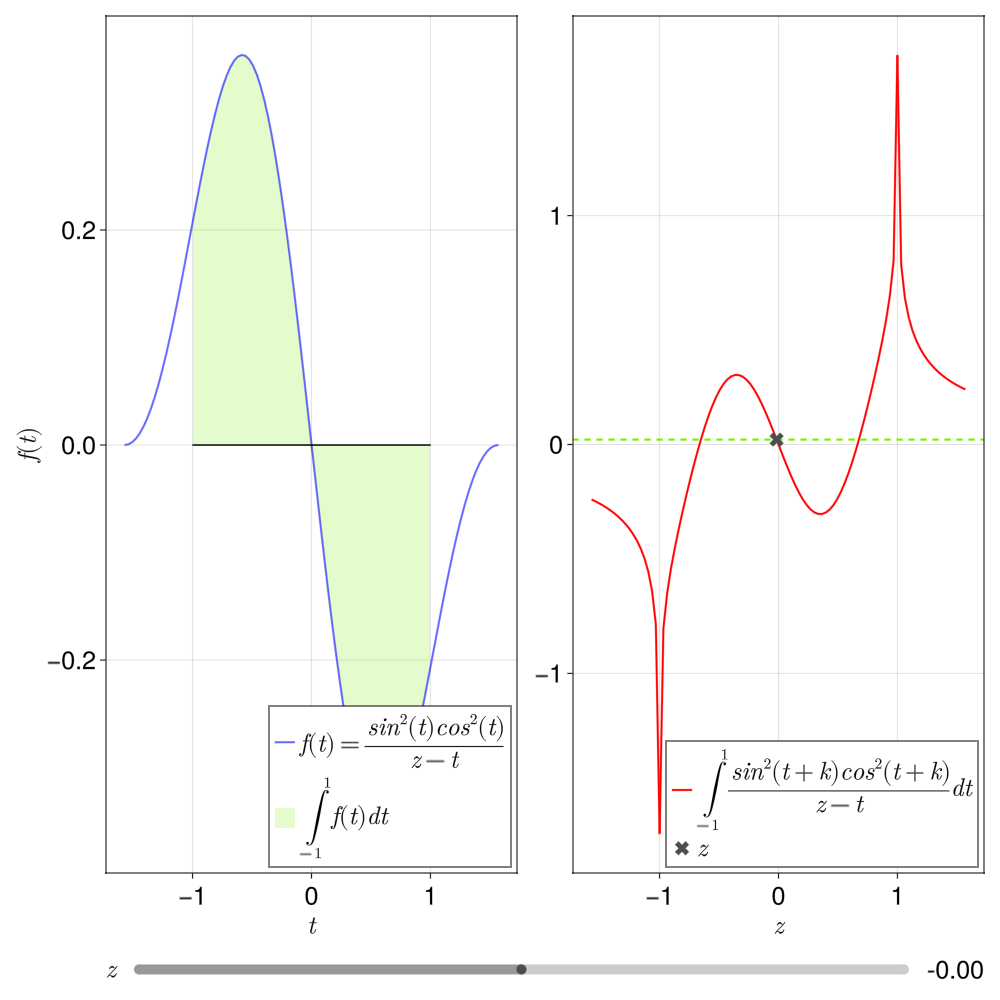 f(t)
0.2
0.0
−0.2
−1 0 1
t
f(t) = sin²(t)cos²(t) / z − t
∫₋₁¹ f(t)dt
1
0
−1
−1 0 1
z
∫₋₁¹ sin²(t + k)cos²(t + k) / z − t dt
z
z -0.00